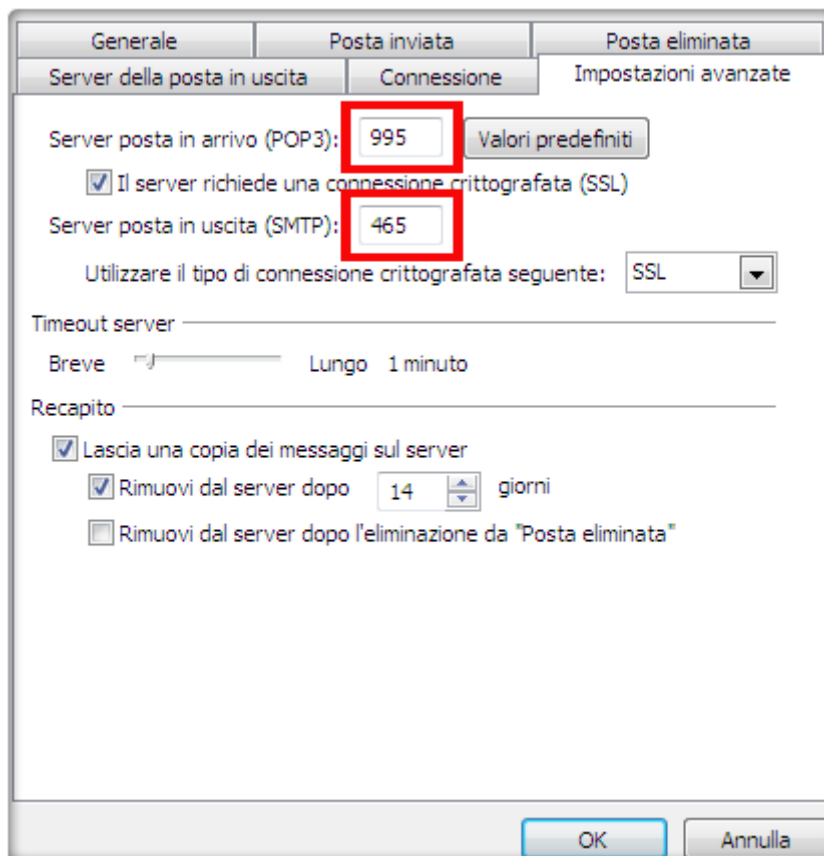 Generale Posta inviata Posta eliminata
Server della posta in uscita Connessione Impostazioni avanzate
Server posta in arrivo (POP3): 995 Valori predefiniti
Il server richiede una connessione crittografata (SSL)
Server posta in uscita (SMTP): 465
Utilizzare il tipo di connessione crittografata seguente: SSL
Timeout server
Breve Lungo 1 minuto
Recapito
Lascia una copia dei messaggi sul server
Rimuovi dal server dopo 14 giorni
Rimuovi dal server dopo l'eliminazione da "Posta eliminata"
OK Annulla